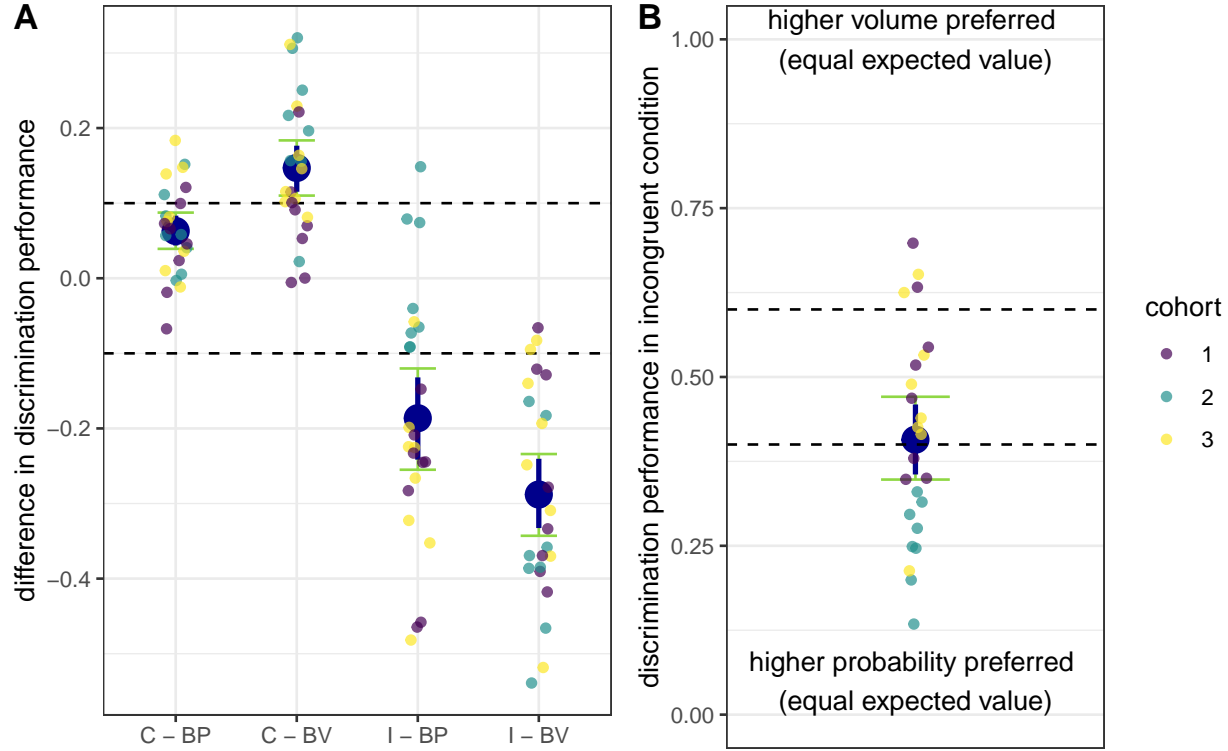 A
difference in discrimination performance
0.2
0.0
−0.2
−0.4
C − BP
C − BV
I − BP
I − BV
B
discrimination performance in incongruent condition
1.00
0.75
0.50
0.25
0.00
higher volume preferred
(equal expected value)
higher probability preferred
(equal expected value)
cohort
1
2
3